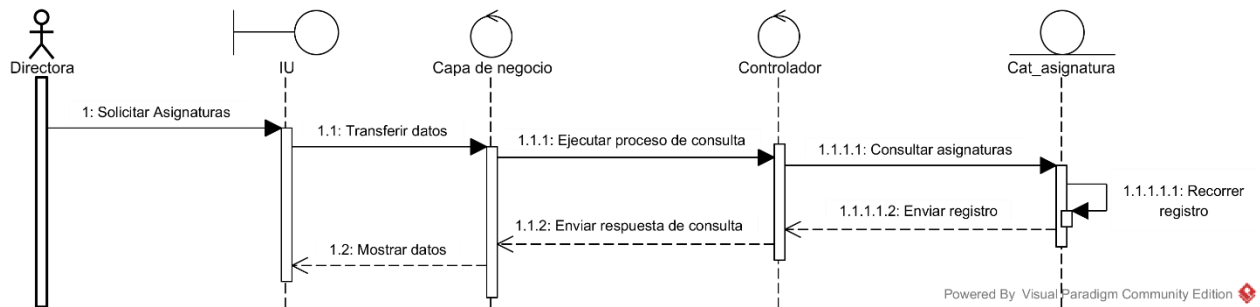 Directora
IU
Capa de negocio
Controlador
Cat_asignatura
1: Solicitar Asignaturas
1.1: Transferir datos
1.1.1: Ejecutar proceso de consulta
1.1.1.1: Consultar asignaturas
1.1.1.1.1: Recorrer
registro
1.1.1.1.2: Enviar registro
1.1.2: Enviar respuesta de consulta
1.2: Mostrar datos
Powered By Visual Paradigm Community Edition